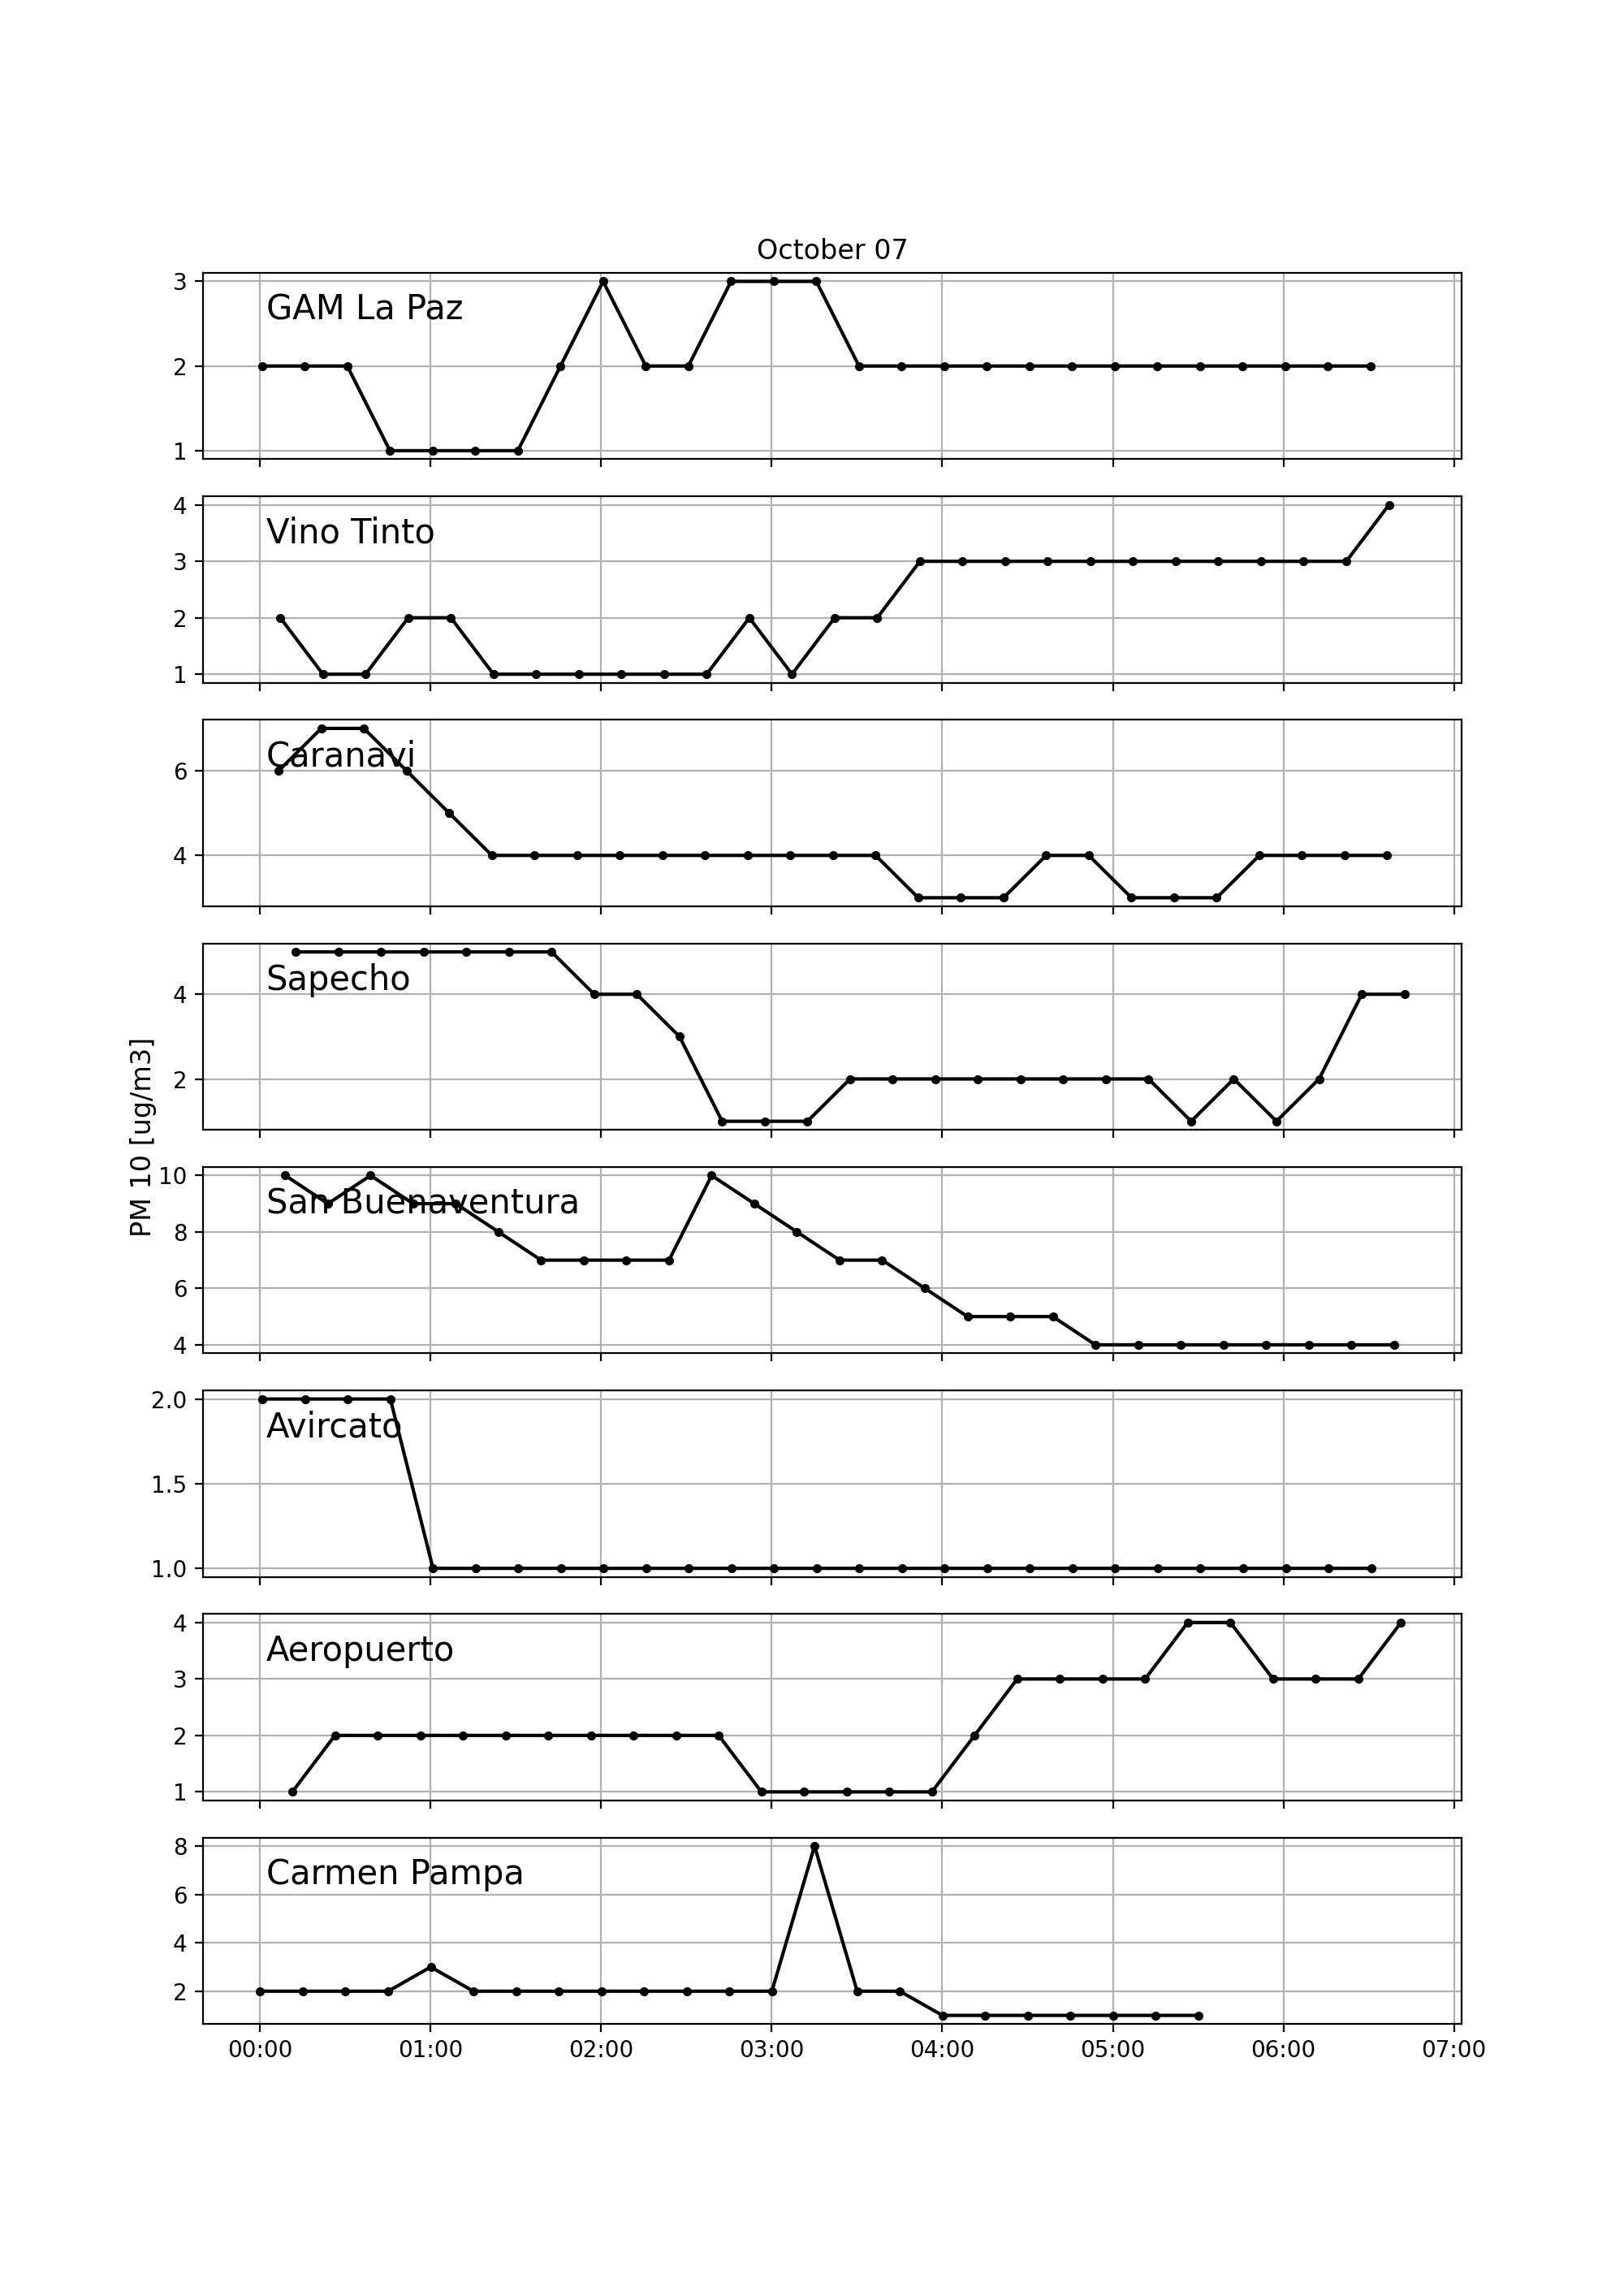 October 07
3
GAM La Paz
2
1
4
Vino Tinto
3
2
1
Caranavi
6
4
Sapecho
4
2
PM 10 [ug/m3]
10
San Buenaventura
8
6
4
2.0
Avircato
1.5
1.0
4
Aeropuerto
3
2
1
8
Carmen Pampa
6
4
2
00:00 01:00 02:00 03:00 04:00 05:00 06:00 07:00